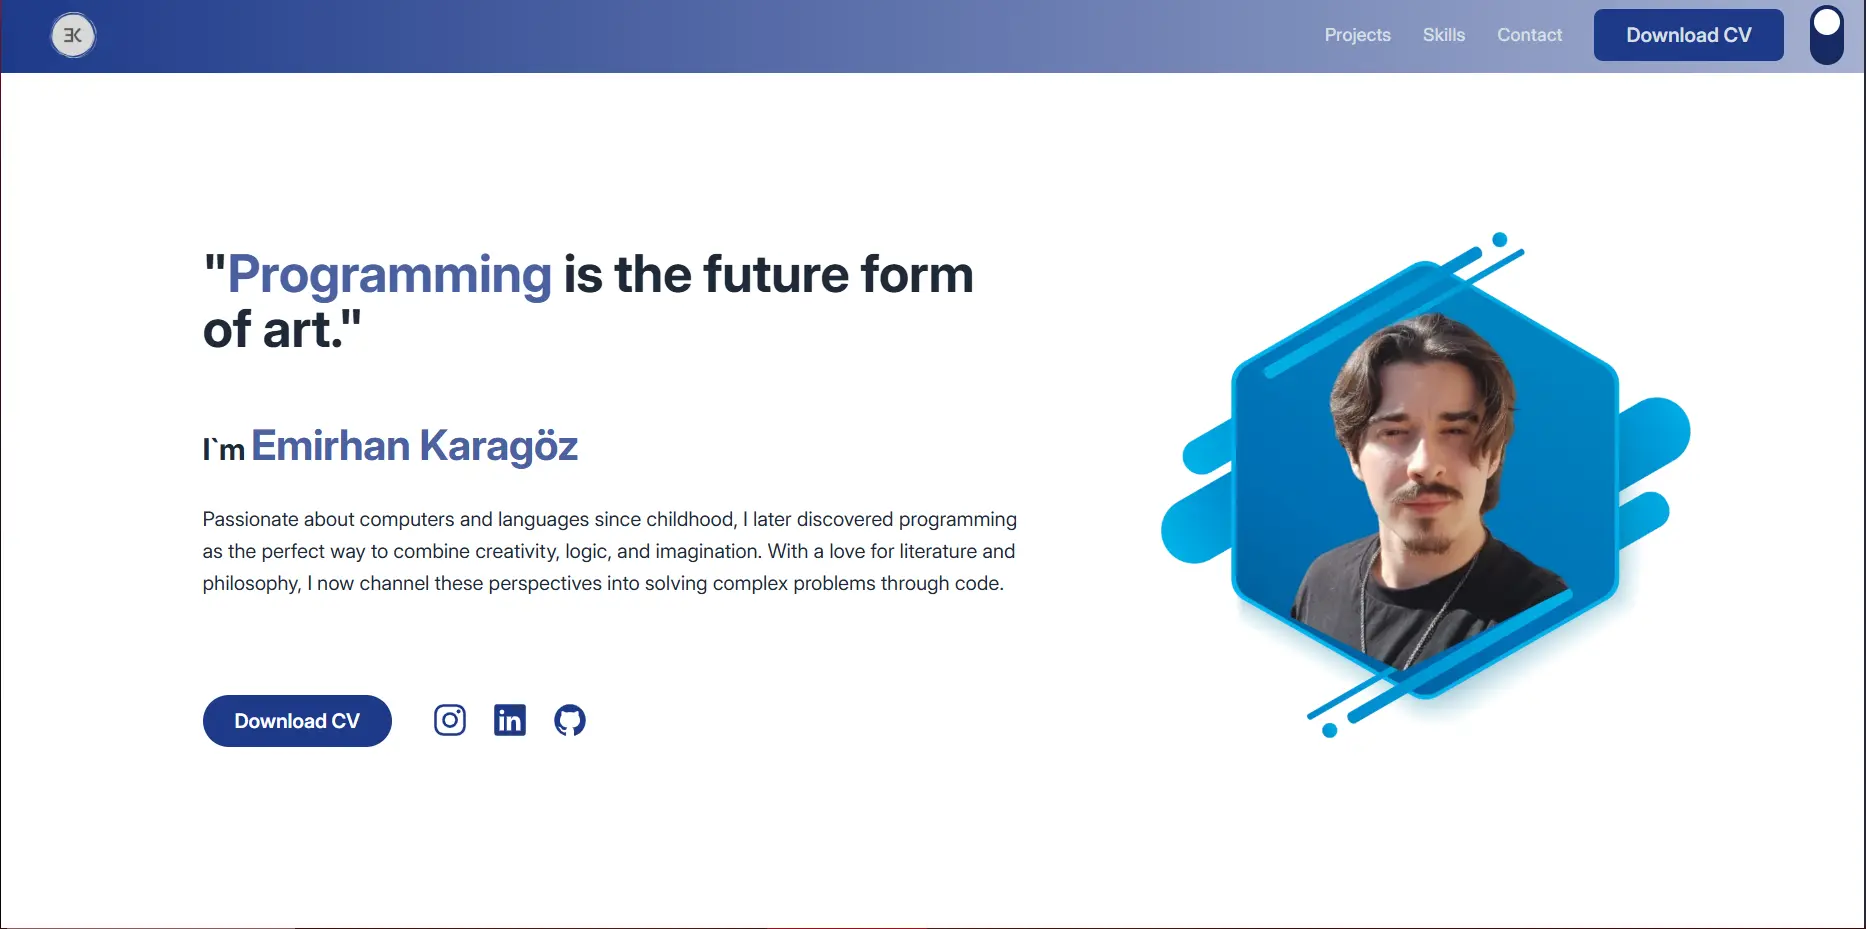 ƎK
Projects
Skills
Contact
Download CV
"Programming is the future form
of art."
I`m Emirhan Karagöz
Passionate about computers and languages since childhood, I later discovered programming
as the perfect way to combine creativity, logic, and imagination. With a love for literature and
philosophy, I now channel these perspectives into solving complex problems through code.
Download CV
in